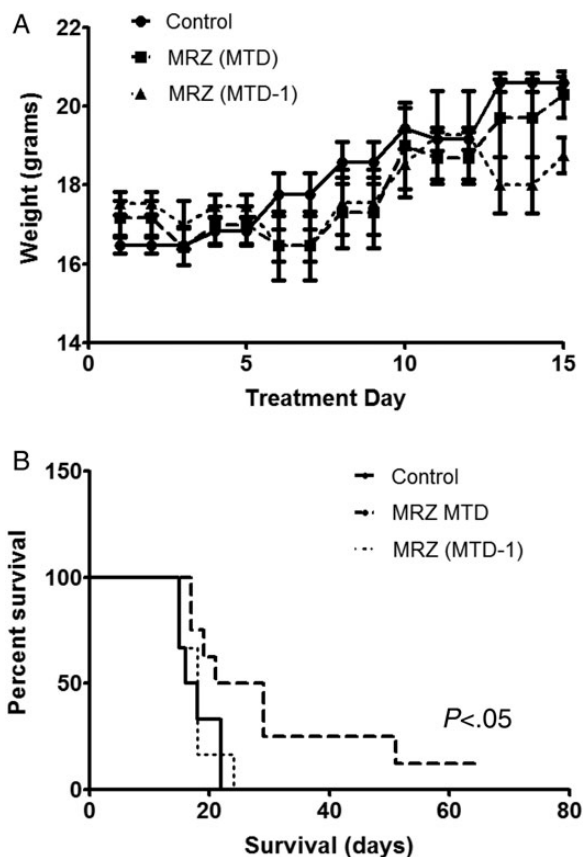 A
Control
MRZ (MTD)
MRZ (MTD-1)
22
20
18
16
14
Weight (grams)
0 5 10 15
Treatment Day
B
Control
MRZ MTD
MRZ (MTD-1)
150
100
50
0
Percent survival
P<.05
0 20 40 60 80
Survival (days)